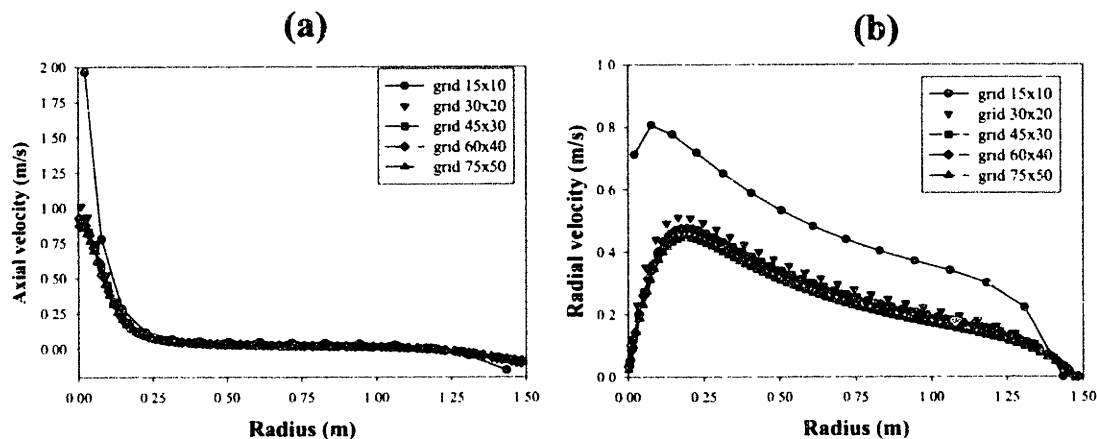 (a)
2 00
1 75
1 50
1 25
1 00
0 75
0 50
0 25
0 00
Axial velocity (m/s)
grid 15x10
grid 30x20
grid 45x30
grid 60x40
grid 75x50
0 00 0 25 0 50 0 75 1 00 1 25 1 50
Radius (m)
(b)
1 0
0.8
0.6
0.4
0.2
0 0
Radial velocity (m/s)
grid 15x10
grid 30x20
grid 45x30
grid 60x40
grid 75x50
0 00 0 25 0 50 0 75 1 00 1 25 1 50
Radius (m)